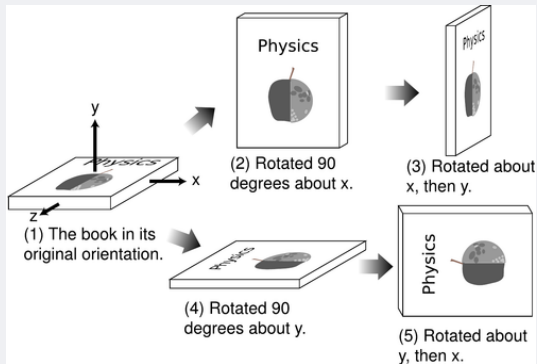 Physics
y
Physics
x
z
(1) The book in its
original orientation.
Physics
(2) Rotated 90
degrees about x.
Physics
(3) Rotated about
x, then y.
Physics
(4) Rotated 90
degrees about y.
Physics
(5) Rotated about
y, then x.